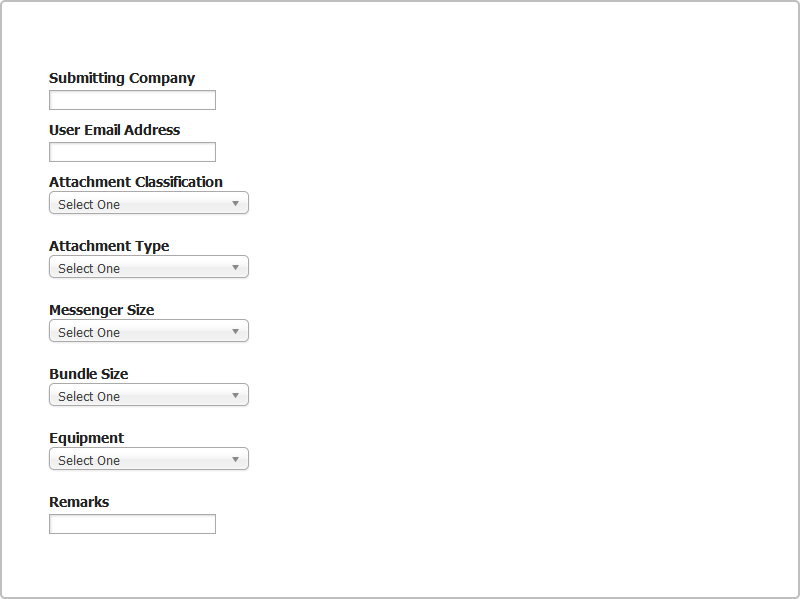 Submitting Company
User Email Address
Attachment Classification
Select One
Attachment Type
Select One
Messenger Size
Select One
Bundle Size
Select One
Equipment
Select One
Remarks